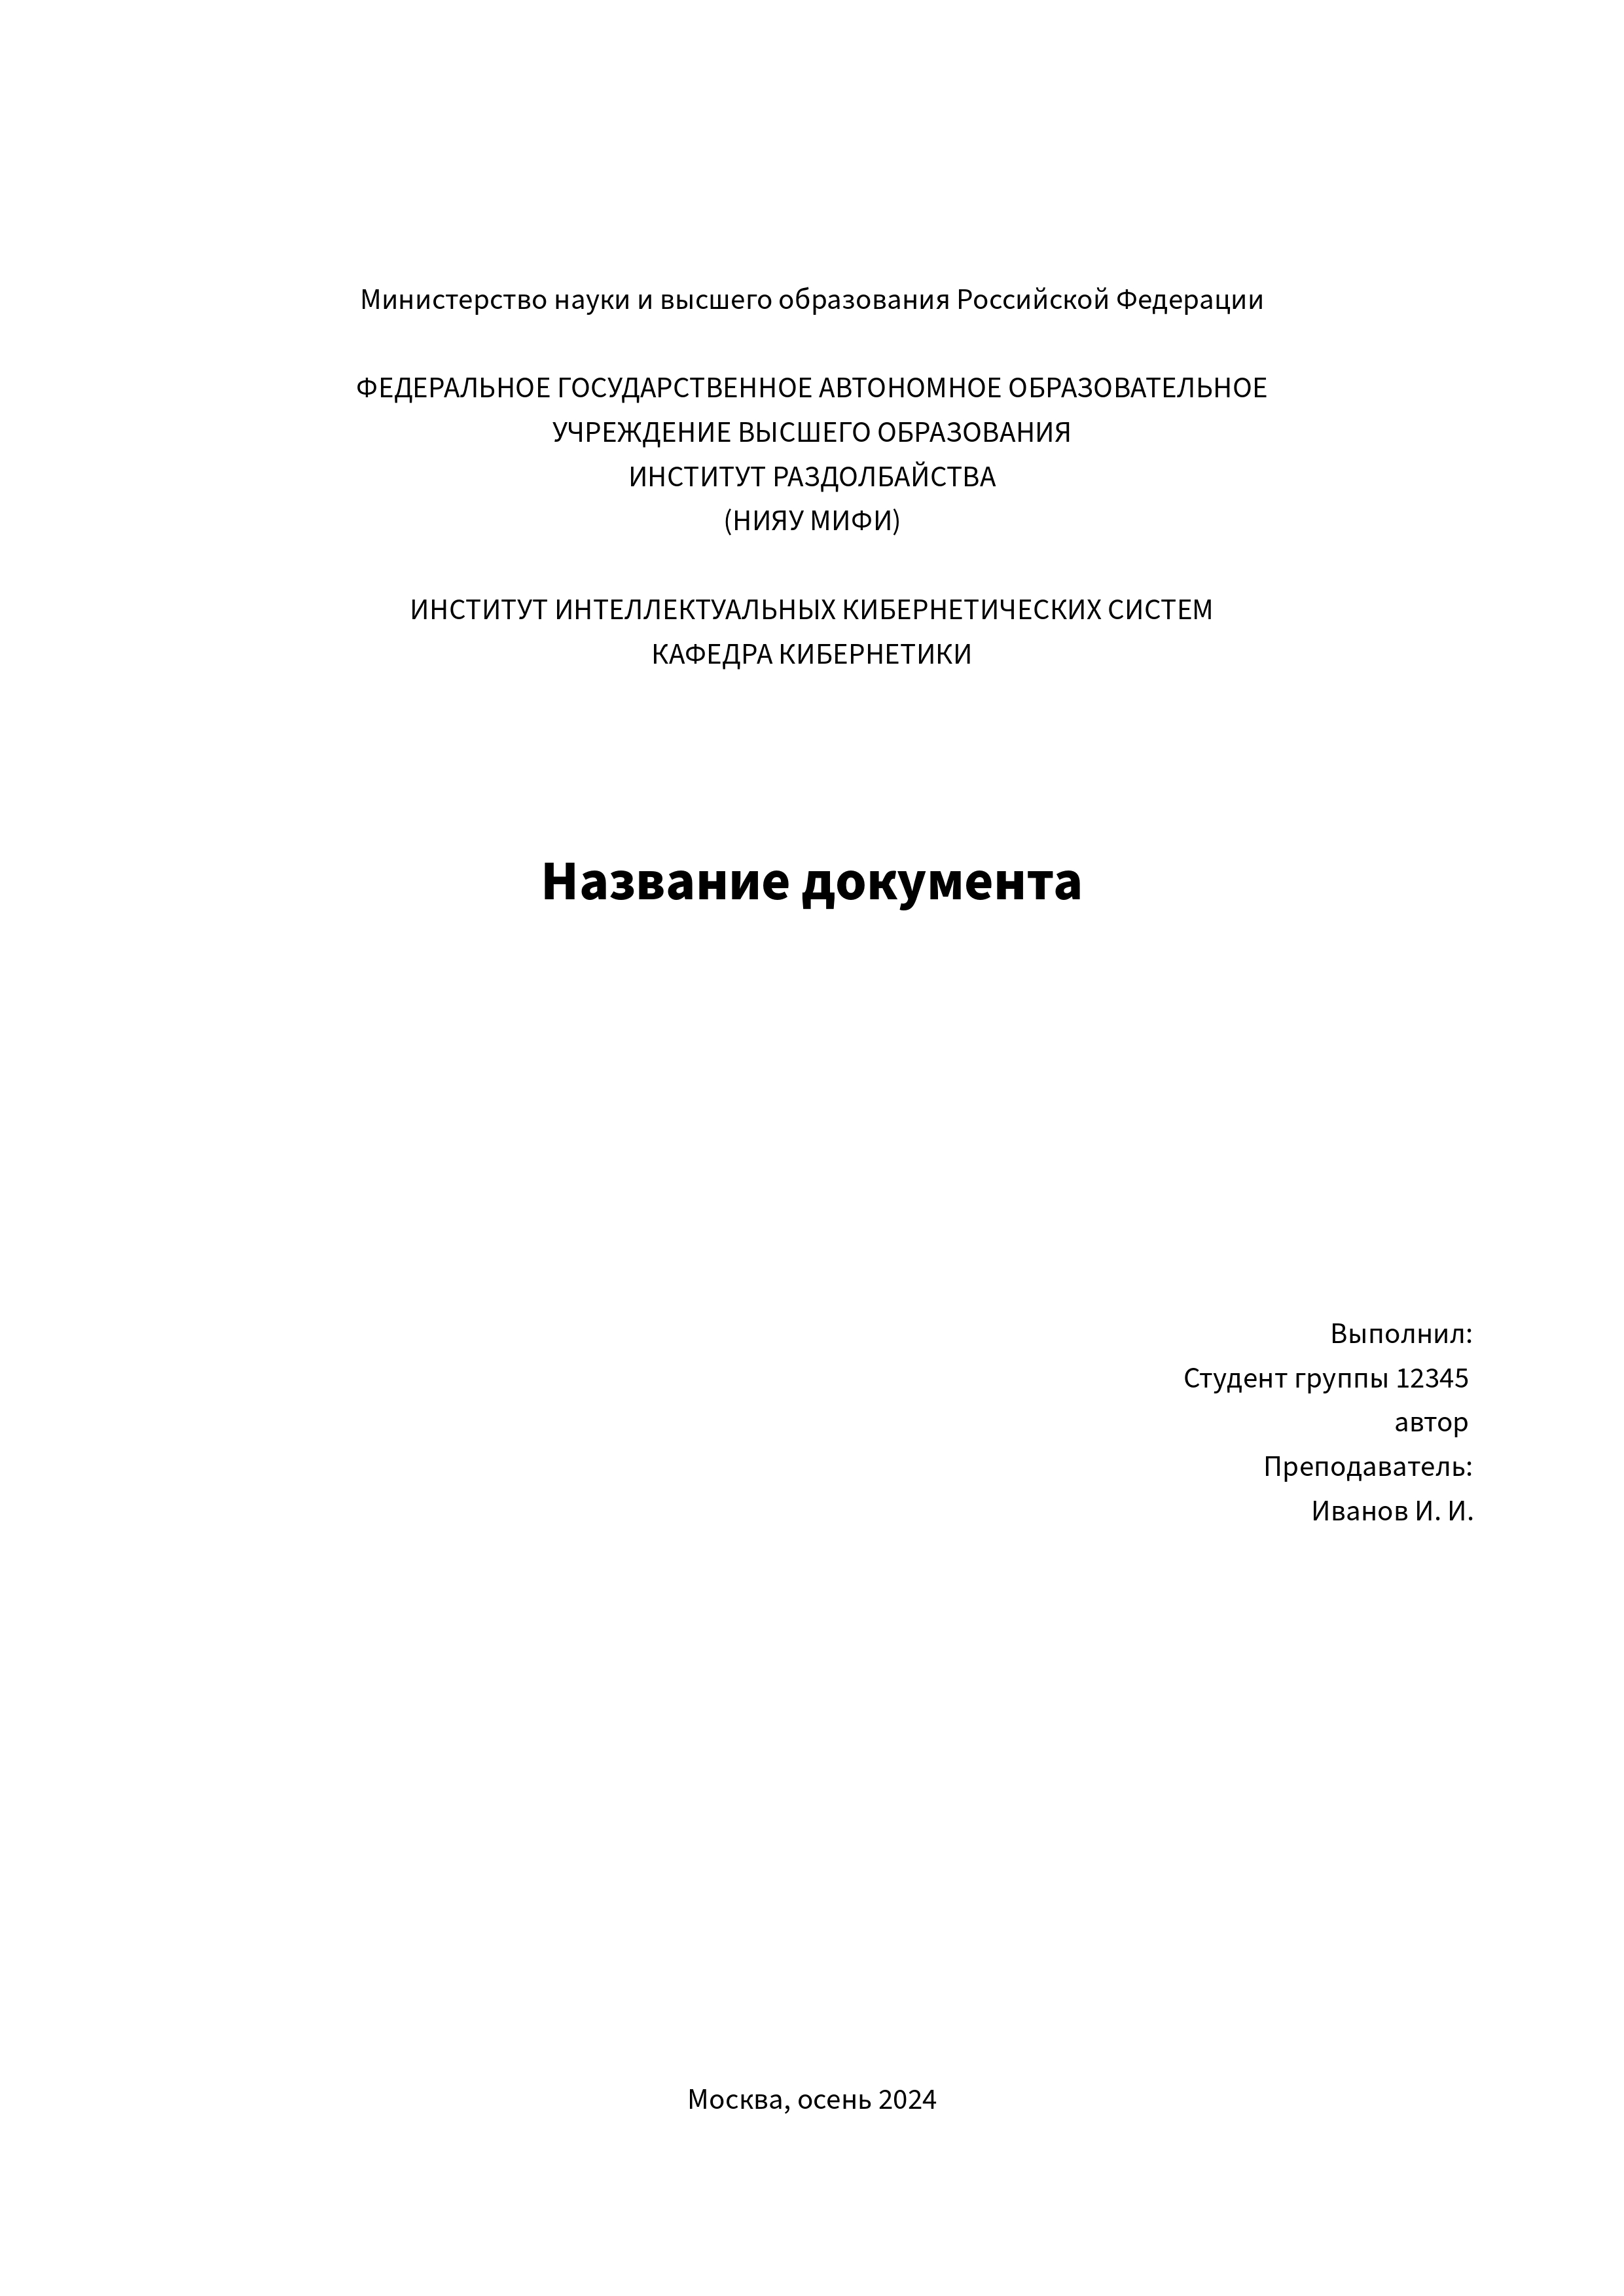 Министерство науки и высшего образования Российской Федерации
ФЕДЕРАЛЬНОЕ ГОСУДАРСТВЕННОЕ АВТОНОМНОЕ ОБРАЗОВАТЕЛЬНОЕ
УЧРЕЖДЕНИЕ ВЫСШЕГО ОБРАЗОВАНИЯ
ИНСТИТУТ РАЗДОЛБАЙСТВА
(НИЯУ МИФИ)
ИНСТИТУТ ИНТЕЛЛЕКТУАЛЬНЫХ КИБЕРНЕТИЧЕСКИХ СИСТЕМ
КАФЕДРА КИБЕРНЕТИКИ
Название документа
Выполнил:
Студент группы 12345
автор
Преподаватель:
Иванов И. И.
Москва, осень 2024